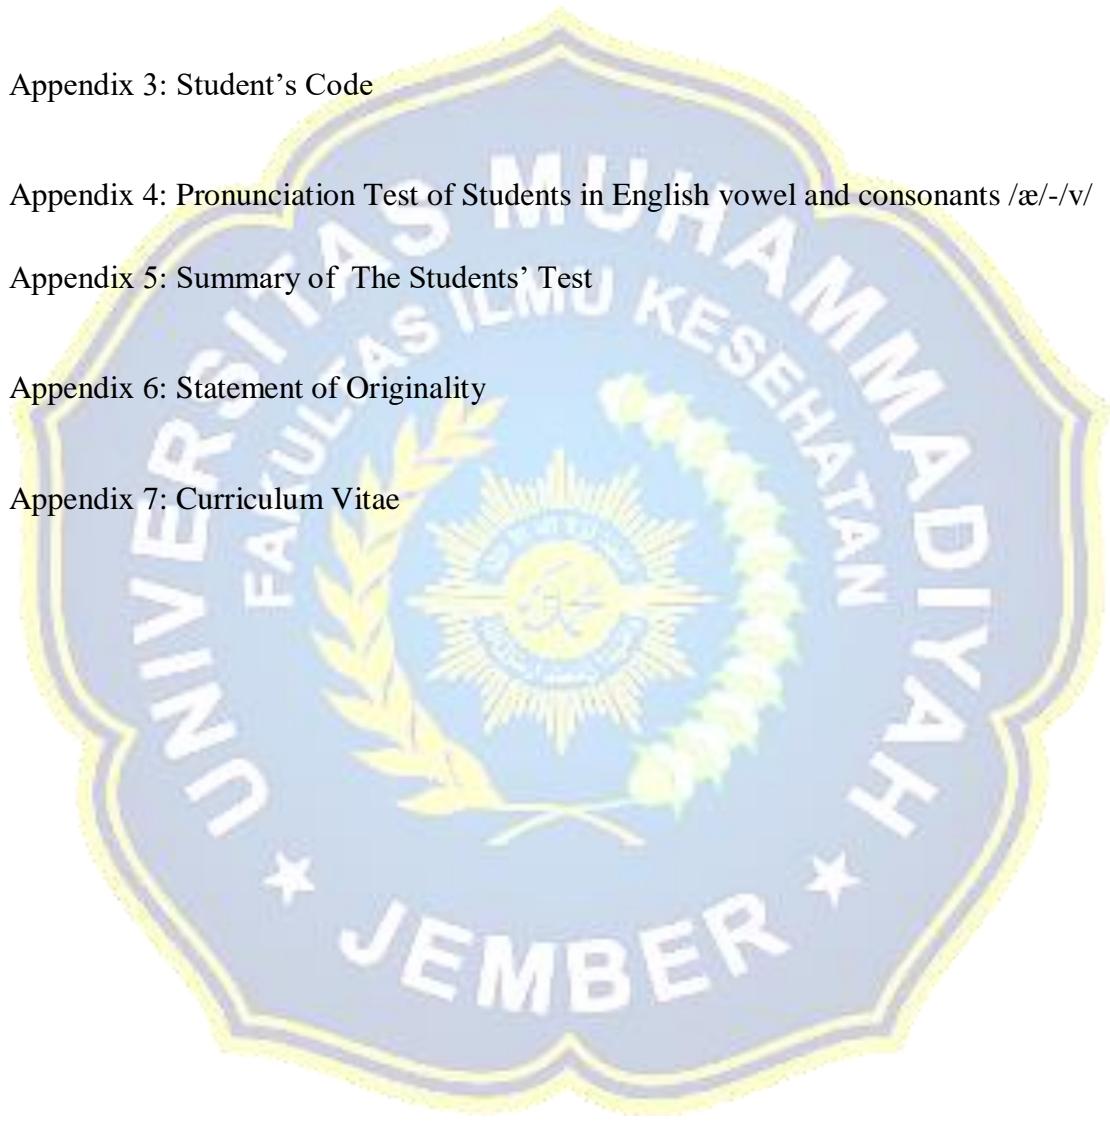 Appendix 3: Student’s Code
Appendix 4: Pronunciation Test of Students in English vowel and consonants /æ/-/v/
Appendix 5: Summary of The Students’ Test
Appendix 6: Statement of Originality
Appendix 7: Curriculum Vitae
UNIVERSITAS MUHAMMADIYAH
FAKULTAS ILMU KESEHATAN
JEMBER